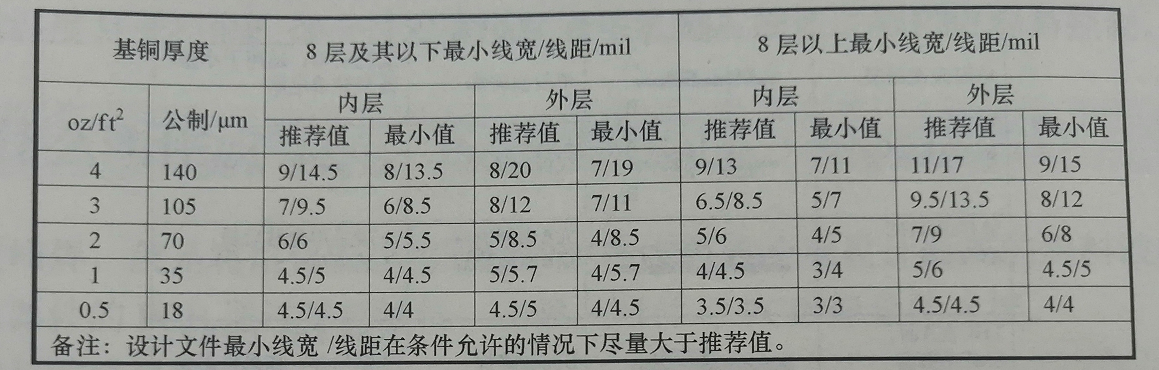 基铜厚度 8 层及其以下最小线宽/线距/mil 8 层以上最小线宽/线距/mil
oz/ft² 公制/μm 内层 外层 内层 外层
推荐值 最小值 推荐值 最小值 推荐值 最小值 推荐值 最小值
4 140 9/14.5 8/13.5 8/20 7/19 9/13 7/11 11/17 9/15
3 105 7/9.5 6/8.5 8/12 7/11 6.5/8.5 5/7 9.5/13.5 8/12
2 70 6/6 5/5.5 5/8.5 4/8.5 5/6 4/5 7/9 6/8
1 35 4.5/5 4/4.5 5/5.7 4/5.7 4/4.5 3/4 5/6 4.5/5
0.5 18 4.5/4.5 4/4 4.5/5 4/4.5 3.5/3.5 3/3 4.5/4.5 4/4
备注：设计文件最小线宽 /线距在条件允许的情况下尽量大于推荐值。